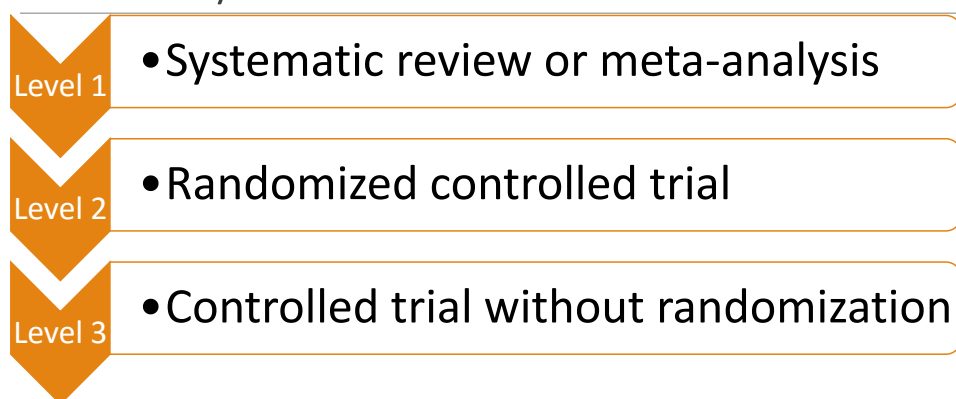 Level 1
•Systematic review or meta-analysis
Level 2
•Randomized controlled trial
Level 3
•Controlled trial without randomization